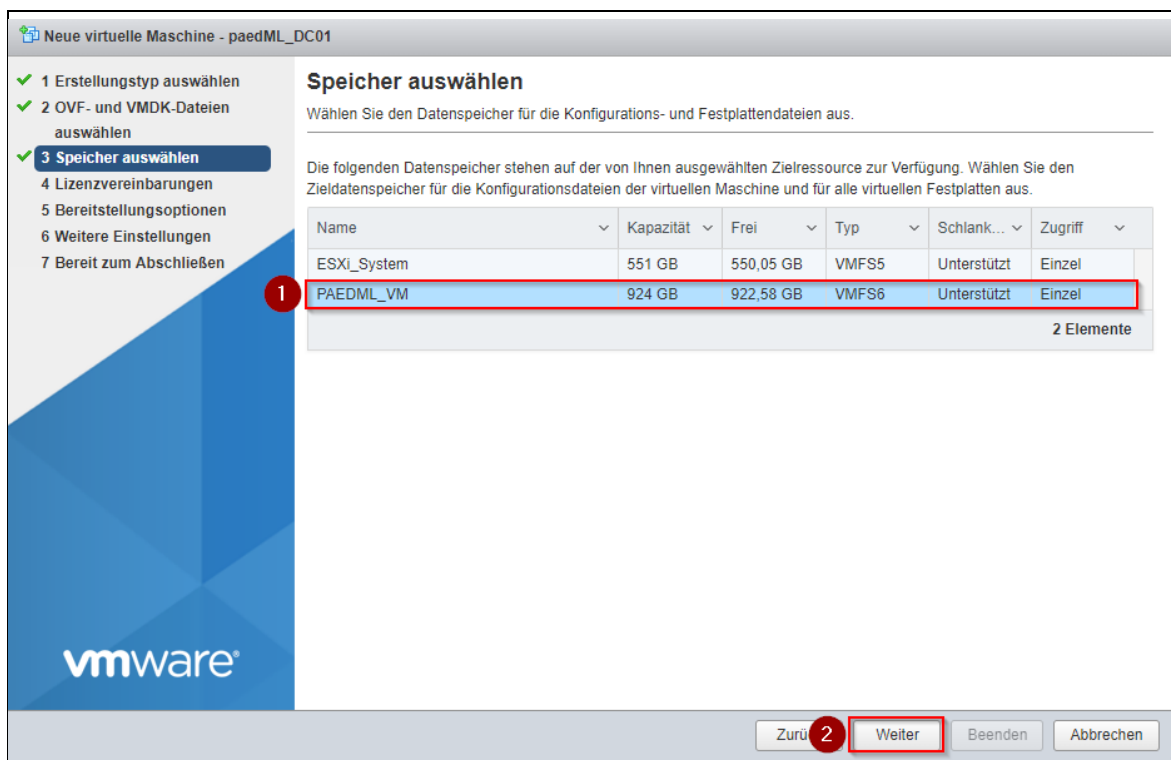 Neue virtuelle Maschine - paedML_DC01
1 Erstellungstyp auswählen
2 OVF- und VMDK-Dateien
auswählen
3 Speicher auswählen
4 Lizenzvereinbarungen
5 Bereitstellungsoptionen
6 Weitere Einstellungen
7 Bereit zum Abschließen
vmware®
Speicher auswählen
Wählen Sie den Datenspeicher für die Konfigurations- und Festplattendateien aus.
Die folgenden Datenspeicher stehen auf der von Ihnen ausgewählten Zielressource zur Verfügung. Wählen Sie den
Zieldatenspeicher für die Konfigurationsdateien der virtuellen Maschine und für alle virtuellen Festplatten aus.
Name Kapazität Frei Typ Schlank... Zugriff
ESXi_System 551 GB 550,05 GB VMFS5 Unterstützt Einzel
1 PAEDML_VM 924 GB 922,58 GB VMFS6 Unterstützt Einzel
2 Elemente
Zurü 2 Weiter Beenden Abbrechen